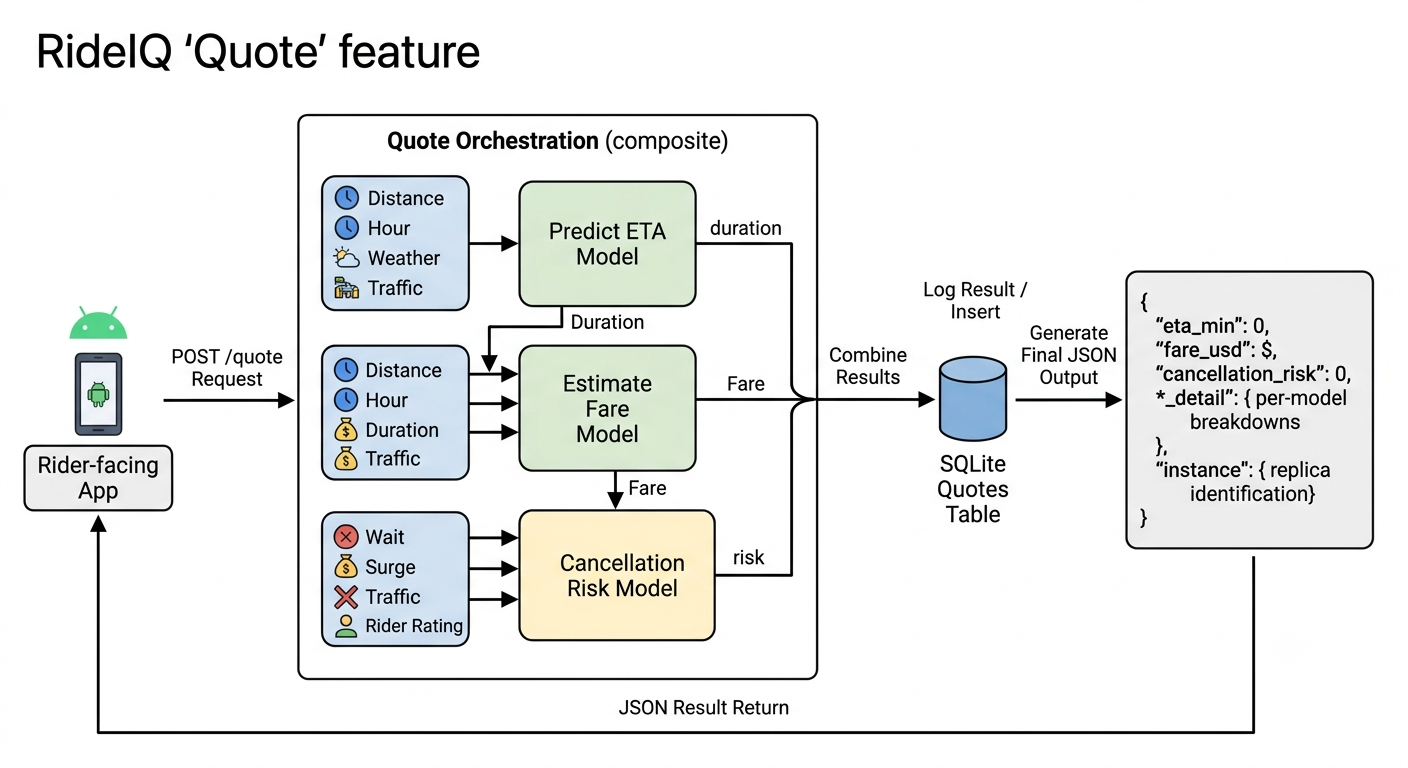 RideIQ ‘Quote’ feature
Quote Orchestration (composite)
Distance
Hour
Weather
Traffic
Predict ETA
Model
duration
Duration
POST /quote
Request
Rider-facing
App
Distance
Hour
Duration
Traffic
Estimate
Fare
Model
Fare
Fare
Wait
Surge
Traffic
Rider Rating
Cancellation
Risk Model
risk
Combine
Results
Log Result /
Insert
SQLite
Quotes
Table
Generate
Final JSON
Output
{
“eta_min”: 0,
“fare_usd”: $,
“cancellation_risk”: 0,
*_detail”: { per-model
breakdowns
},
“instance”: { replica
identification}
}
JSON Result Return